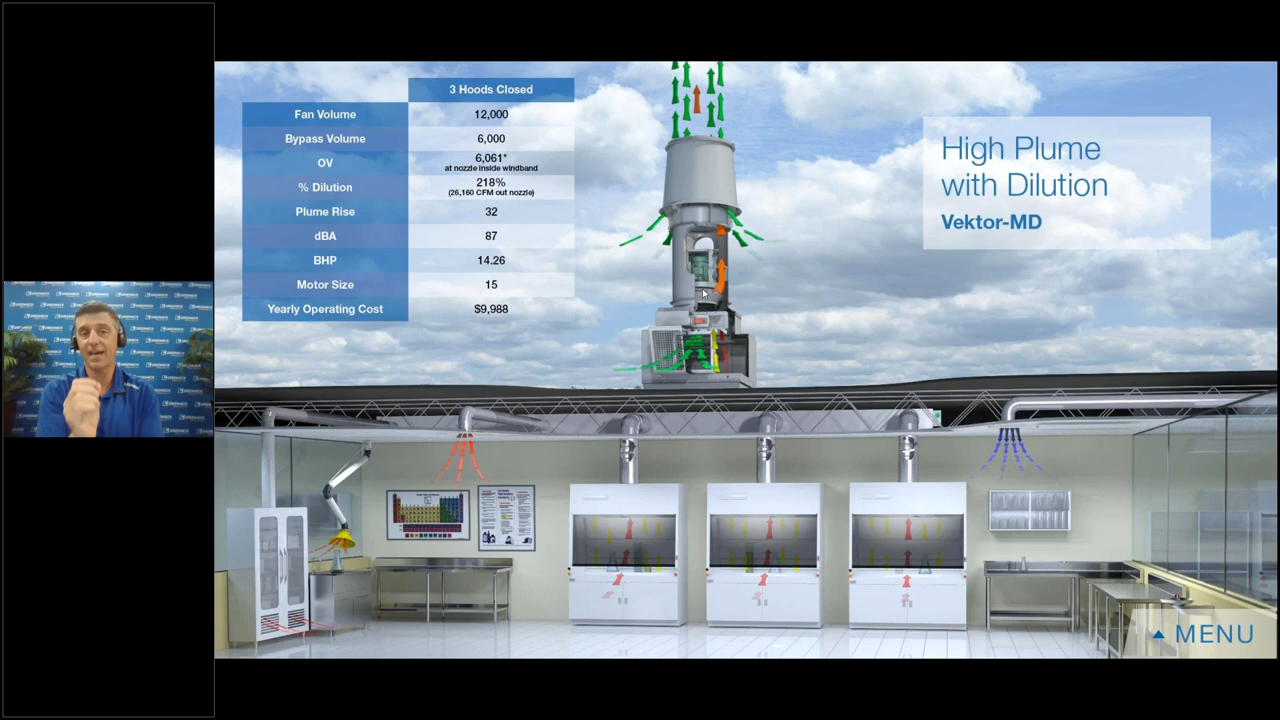 3 Hoods Closed
Fan Volume 12,000
Bypass Volume 6,000
OV 6,061*
at nozzle inside windband
% Dilution 218%
(26,160 CFM out nozzle)
Plume Rise 32
dBA 87
BHP 14.26
Motor Size 15
Yearly Operating Cost $9,988
High Plume
with Dilution
Vektor-MD
MENU